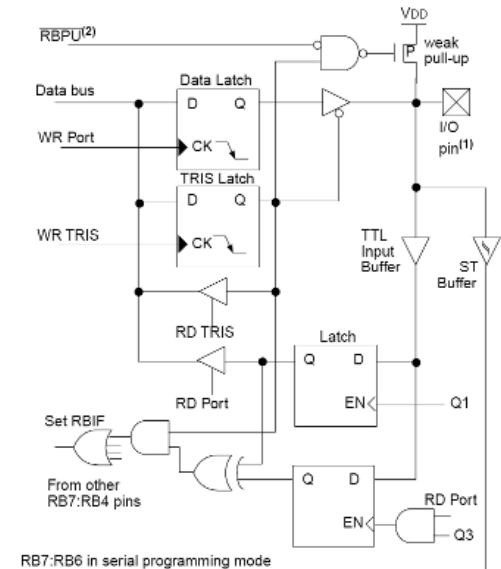 VDD
RBPU(2)
P
weak
pull-up
Data Latch
Data bus
D Q
I/O
pin(1)
WR Port
CK
TRIS Latch
D Q
WR TRIS
CK
TTL
Input
Buffer
ST
Buffer
RD TRIS
Latch
Q D
RD Port
EN
Q1
Set RBIF
From other
RB7:RB4 pins
Q D
RD Port
EN
Q3
RB7:RB6 in serial programming mode